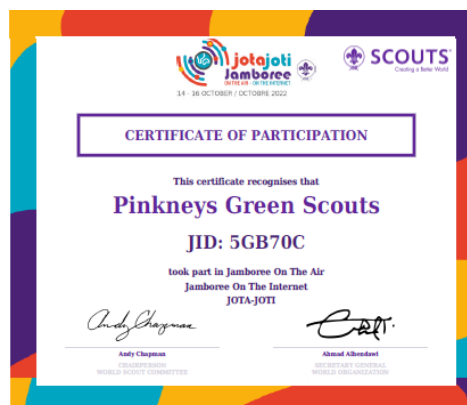 jotajoti
Jamboree
ON THE AIR - ON THE INTERNET
14 - 16 OCTOBER / OCTOBRE 2022
SCOUTS
Creating a Better World
CERTIFICATE OF PARTICIPATION
This certificate recognises that
Pinkneys Green Scouts
JID: 5GB70C
took part in Jamboree On The Air
Jamboree On The Internet
JOTA-JOTI
Andy Chapman
Andy Chapman
CHAIRPERSON
WORLD SCOUT COMMITTEE
Ahmad Alhendawi
SECRETARY GENERAL
WORLD ORGANIZATION